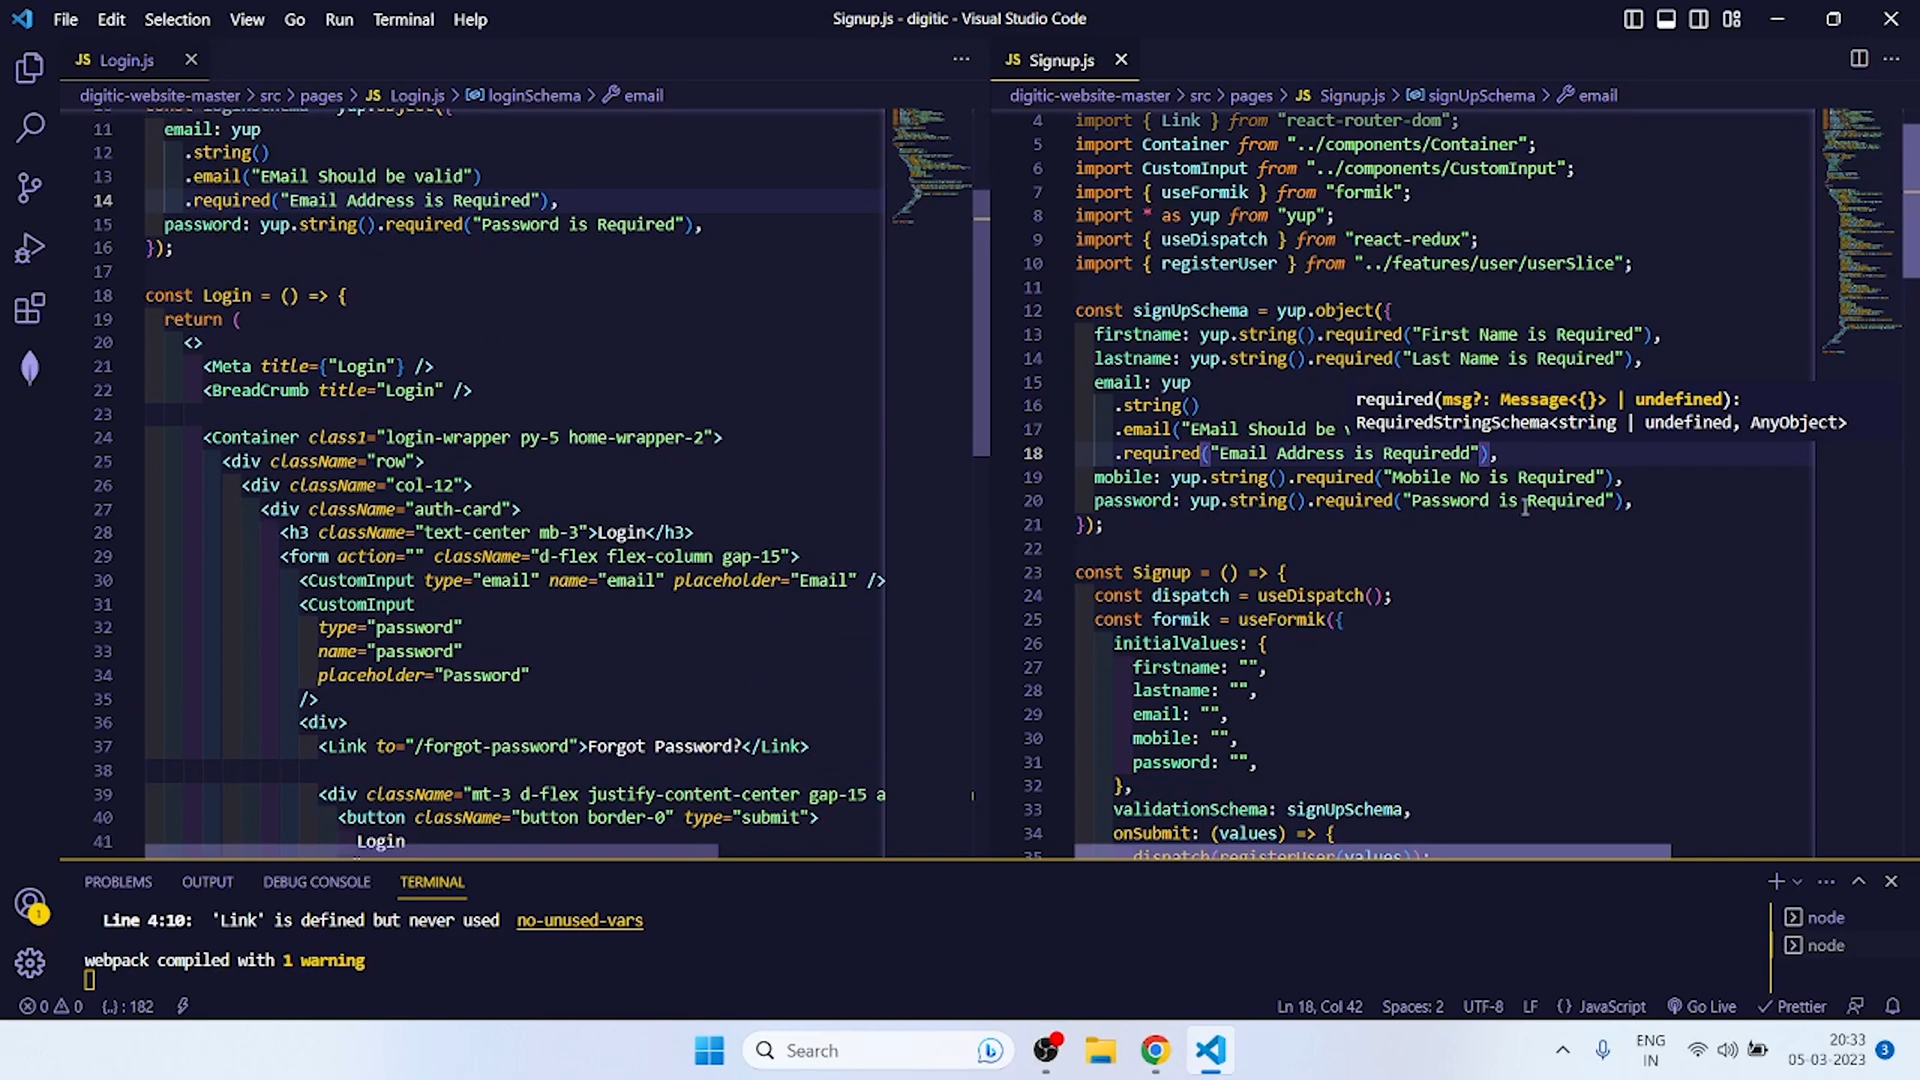 File Edit Selection View Go Run Terminal Help
Signup.js - digitic - Visual Studio Code
JS Login.js
digitic-website-master > src > pages > JS Login.js > loginSchema > email
11 email: yup
12 .string()
13 .email("EMail Should be valid")
14 .required("Email Address is Required"),
15 password: yup.string().required("Password is Required"),
16 });
17
18 const Login = () => {
19 return (
20 <>
21 <Meta title={"Login"} />
22 <BreadCrumb title="Login" />
23
24 <Container class1="login-wrapper py-5 home-wrapper-2">
25 <div className="row">
26 <div className="col-12">
27 <div className="auth-card">
28 <h3 className="text-center mb-3">Login</h3>
29 <form action="" className="d-flex flex-column gap-15">
30 <CustomInput type="email" name="email" placeholder="Email" />
31 <CustomInput
32 type="password"
33 name="password"
34 placeholder="Password"
35 />
36 <div>
37 <Link to="/forgot-password">Forgot Password?</Link>
38
39 <div className="mt-3 d-flex justify-content-center gap-15 a
40 <button className="button border-0" type="submit">
41 Login
JS Signup.js
digitic-website-master > src > pages > JS Signup.js > signUpSchema > email
4 import { Link } from "react-router-dom";
5 import Container from "../components/Container";
6 import CustomInput from "../components/CustomInput";
7 import { useFormik } from "formik";
8 import * as yup from "yup";
9 import { useDispatch } from "react-redux";
10 import { registerUser } from "../features/user/userSlice";
11
12 const signUpSchema = yup.object({
13 firstname: yup.string().required("First Name is Required"),
14 lastname: yup.string().required("Last Name is Required"),
15 email: yup
required(msg?: Message<{}> | undefined):
16 .string()
RequiredStringSchema<string | undefined, AnyObject>
17 .email("EMail Should be
18 .required("Email Address is Requiredd"),
19 mobile: yup.string().required("Mobile No is Required"),
20 password: yup.string().required("Password is Required"),
21 });
22
23 const Signup = () => {
24 const dispatch = useDispatch();
25 const formik = useFormik({
26 initialValues: {
27 firstname: "",
28 lastname: "",
29 email: "",
30 mobile: "",
31 password: "",
32 },
33 validationSchema: signUpSchema,
34 onSubmit: (values) => {
35 dispatch(registerUser(values));
PROBLEMS OUTPUT DEBUG CONSOLE TERMINAL
Line 4:10: 'Link' is defined but never used no-unused-vars
webpack compiled with 1 warning
node
node
1
0 0 {..} : 182
Ln 18, Col 42 Spaces: 2 UTF-8 LF {} JavaScript Go Live Prettier
Search
ENG
IN
20:33
05-03-2023
3